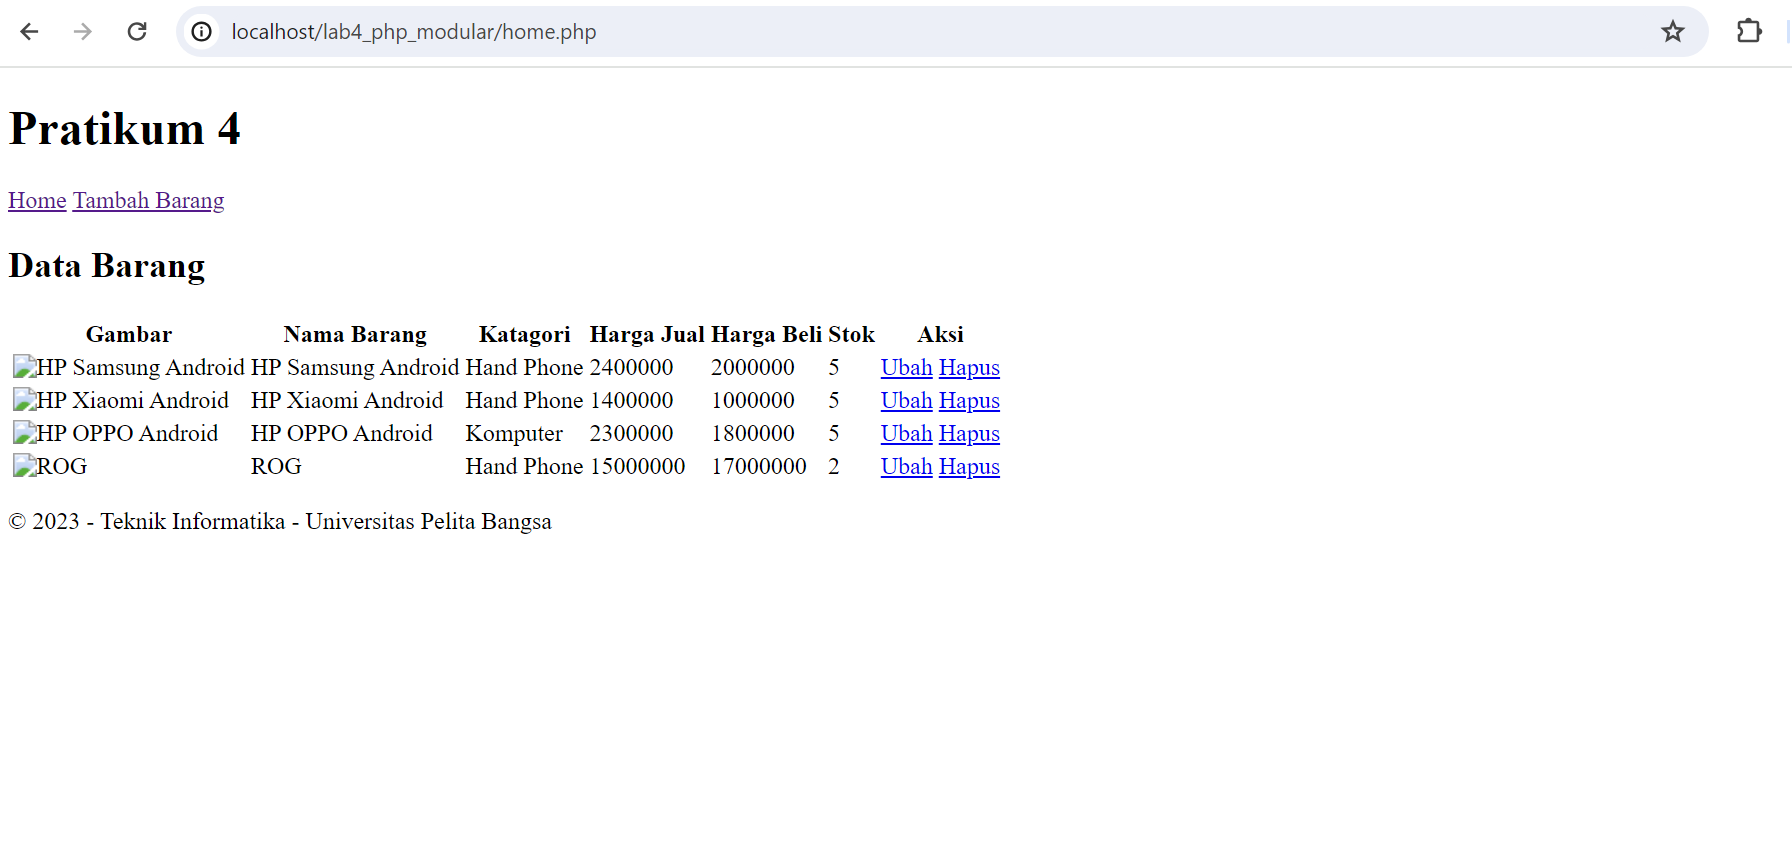 localhost/lab4_php_modular/home.php
Pratikum 4
Home Tambah Barang
Data Barang
Gambar Nama Barang Katagori Harga Jual Harga Beli Stok Aksi
HP Samsung Android HP Samsung Android Hand Phone 2400000 2000000 5 Ubah Hapus
HP Xiaomi Android HP Xiaomi Android Hand Phone 1400000 1000000 5 Ubah Hapus
HP OPPO Android HP OPPO Android Komputer 2300000 1800000 5 Ubah Hapus
ROG ROG Hand Phone 15000000 17000000 2 Ubah Hapus
© 2023 - Teknik Informatika - Universitas Pelita Bangsa